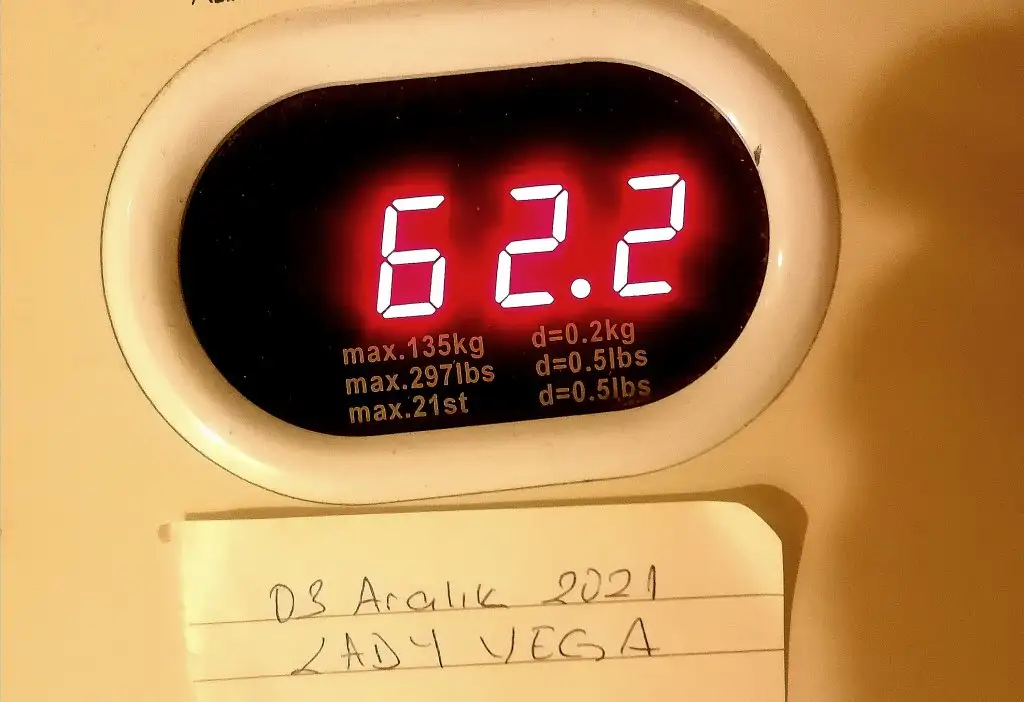 62.2
max.135kg d=0.2kg
max.297lbs d=0.5lbs
max.21st d=0.5lbs
03 Aralık 2021
LADY VEGA